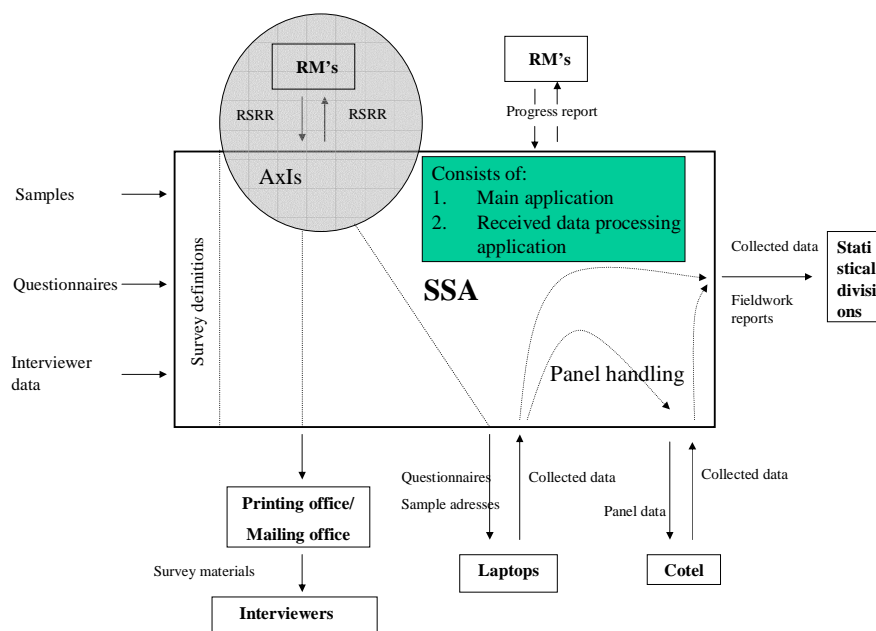 RM's
RM's
RSRR
RSRR
Progress report
AxIs
Consists of:
1. Main application
2. Received data processing
application
Samples
Questionnaires
Interviewer
data
Survey definitions
SSA
Panel handling
Collected data
Fieldwork
reports
Stati
stical
divisi
ons
Questionnaires
Sample adresses
Collected data
Panel data
Collected data
Printing office/
Mailing office
Survey materials
Interviewers
Laptops
Cotel